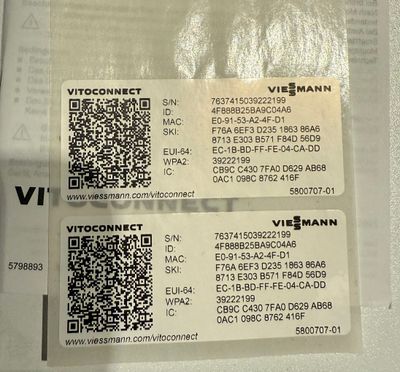 VITOCONNECT VIESMANN
S/N: 7637415039222199
ID: 4F888B25BA9C04A6
MAC: E0-91-53-A2-4F-D1
SKI: F76A 6EF3 D235 1863 86A6
8713 E303 B571 F84D 56D9
EUI-64: EC-1B-BD-FF-FE-04-CA-DD
WPA2: 39222199
IC: CB9C C430 7FA0 D629 AB68
0AC1 098C 8762 416F
www.viessmann.com/vitoconnect 5800707-01
VITOCONNECT
VITOCONNECT VIESMANN
S/N: 7637415039222199
ID: 4F888B25BA9C04A6
MAC: E0-91-53-A2-4F-D1
SKI: F76A 6EF3 D235 1863 86A6
8713 E303 B571 F84D 56D9
EUI-64: EC-1B-BD-FF-FE-04-CA-DD
WPA2: 39222199
IC: CB9C C430 7FA0 D629 AB68
0AC1 098C 8762 416F
www.viessmann.com/vitoconnect 5800707-01
5798893